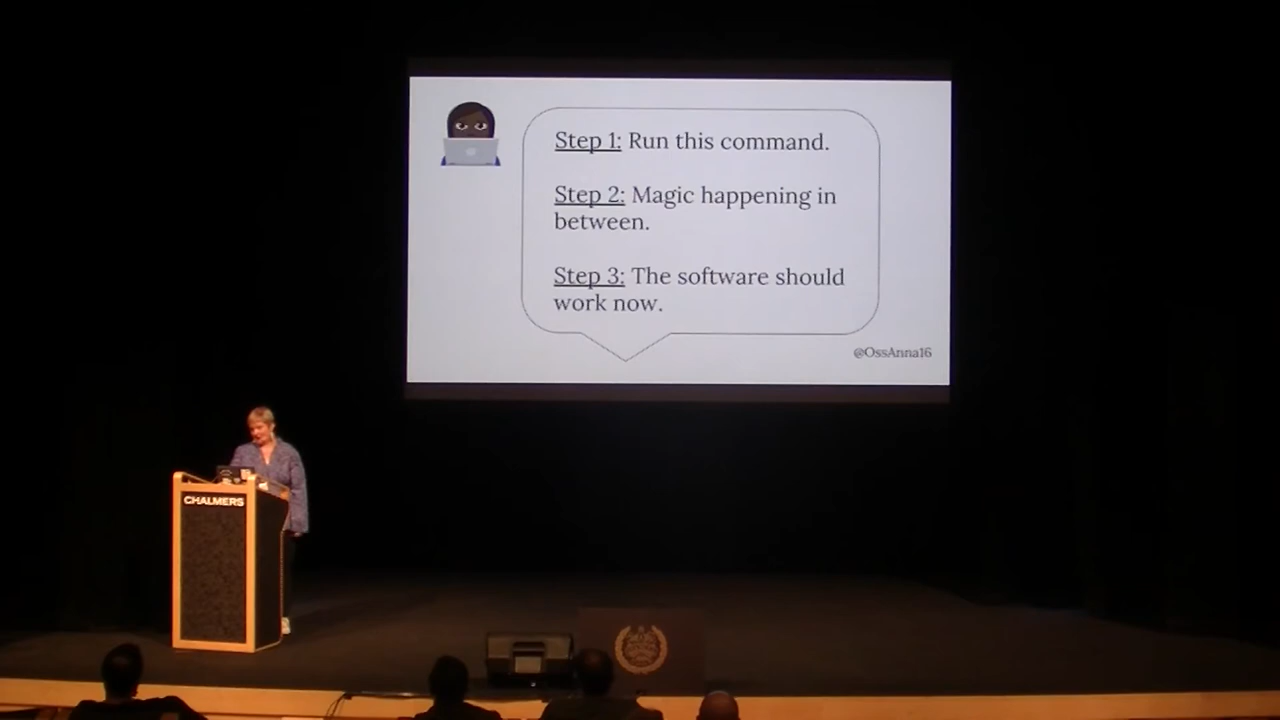 Step 1: Run this command.
Step 2: Magic happening in
between.
Step 3: The software should
work now.
@OssAnna16
CHALMERS